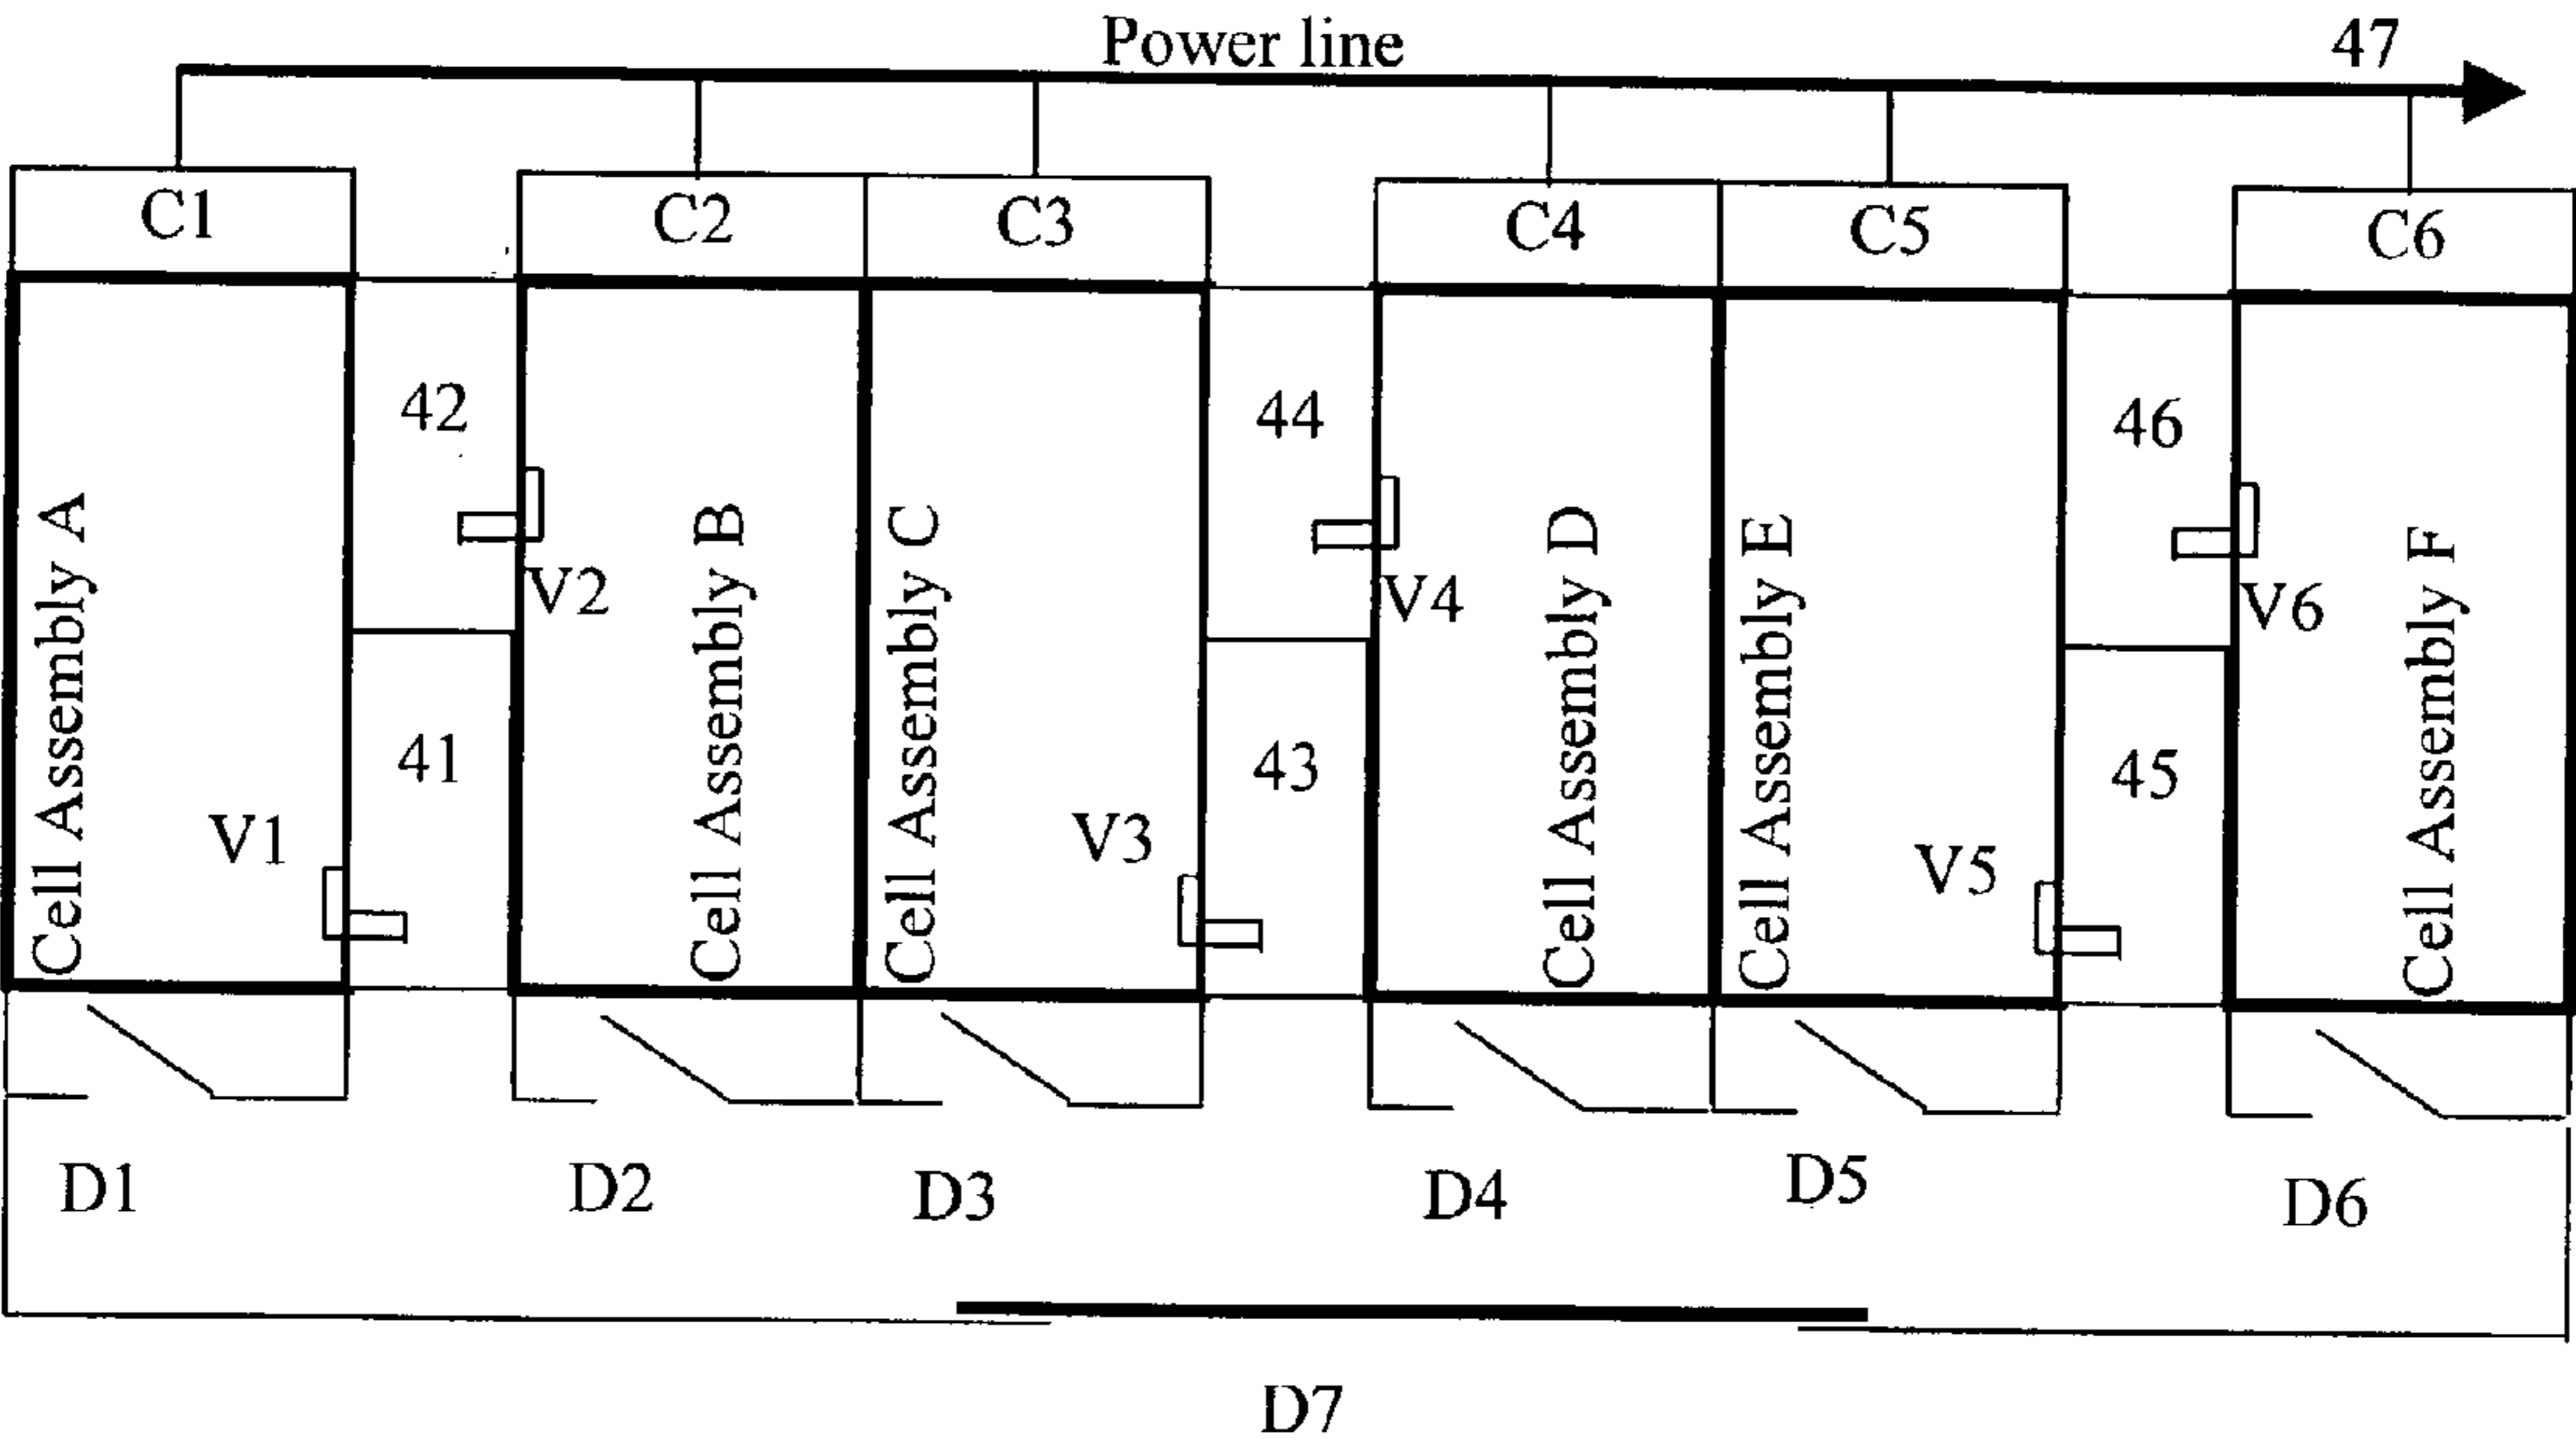 Power line
47
C1
C2
C3
C4
C5
C6
42
44
46
Cell Assembly A
Cell Assembly B
Cell Assembly C
Cell Assembly D
Cell Assembly E
Cell Assembly F
V2
V4
V6
41
43
45
V1
V3
V5
D1
D2
D3
D4
D5
D6
D7